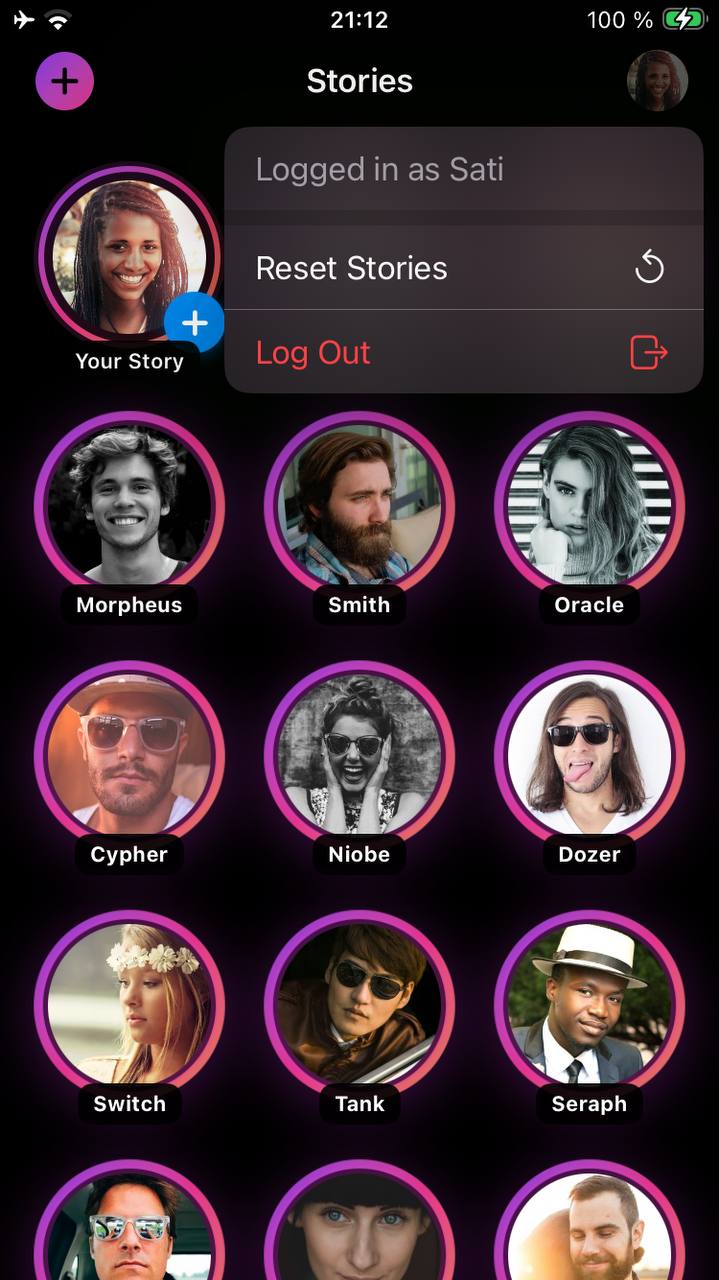 21:12
100 %
Stories
Logged in as Sati
Reset Stories
Log Out
Your Story
Morpheus
Smith
Oracle
Cypher
Niobe
Dozer
Switch
Tank
Seraph